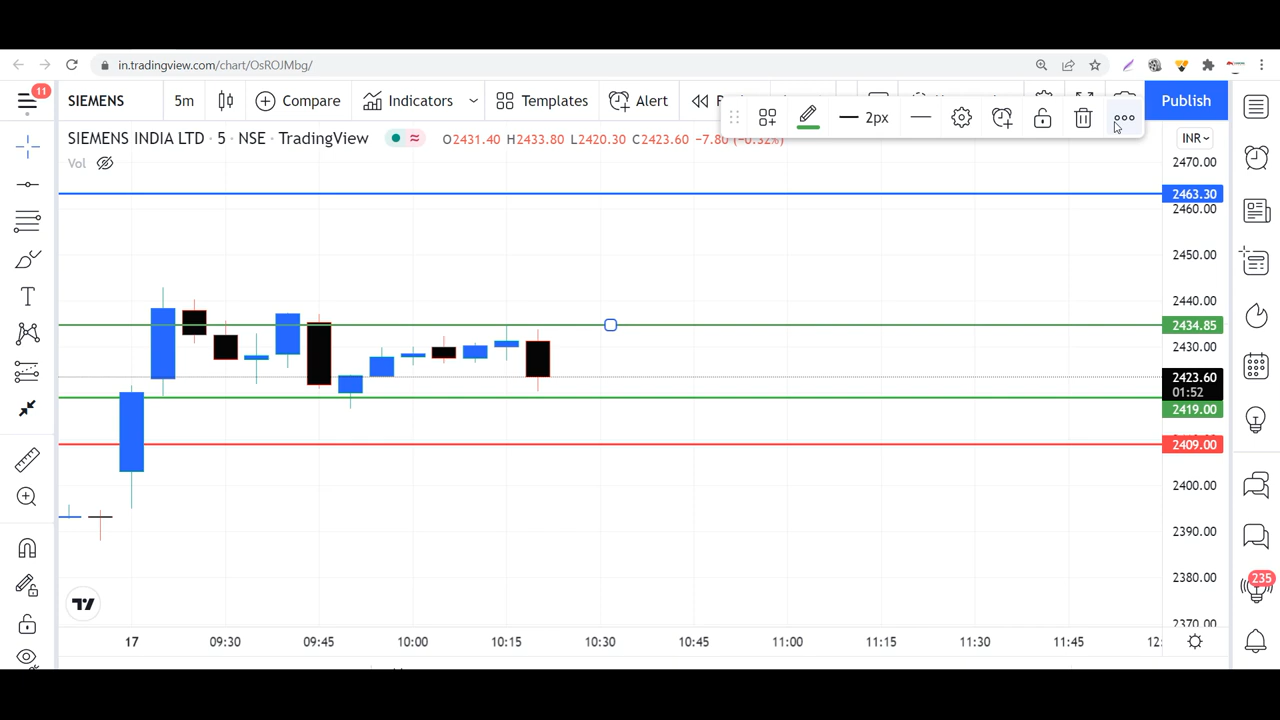 in.tradingview.com/chart/OsROJMbg/
11
SIEMENS
5m
Compare
Indicators
Templates
Alert
2px
Publish
SIEMENS INDIA LTD · 5 · NSE · TradingView
O2431.40 H2433.80 L2420.30 C2423.60 −7.80 (−0.32%)
INR
Vol
2470.00
2463.30
2460.00
2450.00
2440.00
2434.85
2430.00
2423.60
01:52
2419.00
2409.00
2400.00
2390.00
2380.00
2370.00
235
17
09:30
09:45
10:00
10:15
10:30
10:45
11:00
11:15
11:30
11:45
12: